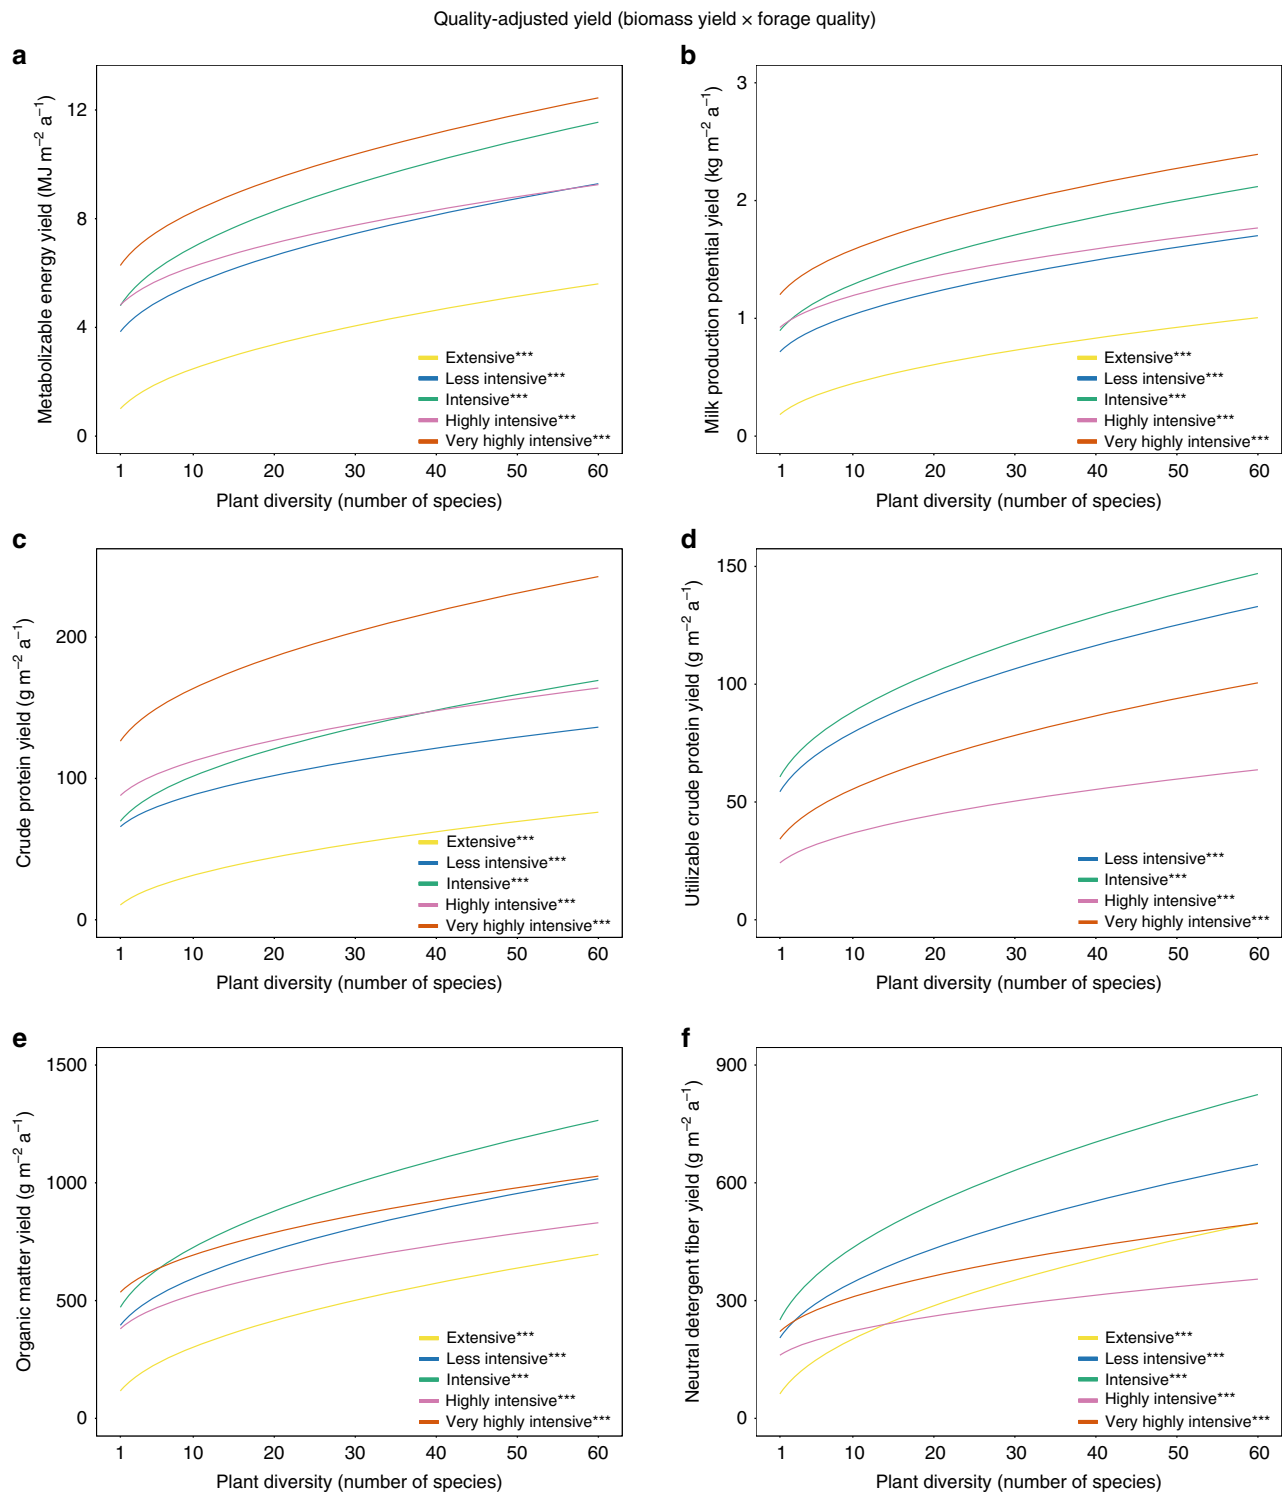 Quality-adjusted yield (biomass yield × forage quality)
a
Metabolizable energy yield (MJ m⁻² a⁻¹)
12
8
4
0
Extensive***
Less intensive***
Intensive***
Highly intensive***
Very highly intensive***
1 10 20 30 40 50 60
Plant diversity (number of species)
b
Milk production potential yield (kg m⁻² a⁻¹)
3
2
1
0
Extensive***
Less intensive***
Intensive***
Highly intensive***
Very highly intensive***
1 10 20 30 40 50 60
Plant diversity (number of species)
c
Crude protein yield (g m⁻² a⁻¹)
200
100
0
Extensive***
Less intensive***
Intensive***
Highly intensive***
Very highly intensive***
1 10 20 30 40 50 60
Plant diversity (number of species)
d
Utilizable crude protein yield (g m⁻² a⁻¹)
150
100
50
0
Less intensive***
Intensive***
Highly intensive***
Very highly intensive***
1 10 20 30 40 50 60
Plant diversity (number of species)
e
Organic matter yield (g m⁻² a⁻¹)
1500
1000
500
0
Extensive***
Less intensive***
Intensive***
Highly intensive***
Very highly intensive***
1 10 20 30 40 50 60
Plant diversity (number of species)
f
Neutral detergent fiber yield (g m⁻² a⁻¹)
900
600
300
0
Extensive***
Less intensive***
Intensive***
Highly intensive***
Very highly intensive***
1 10 20 30 40 50 60
Plant diversity (number of species)